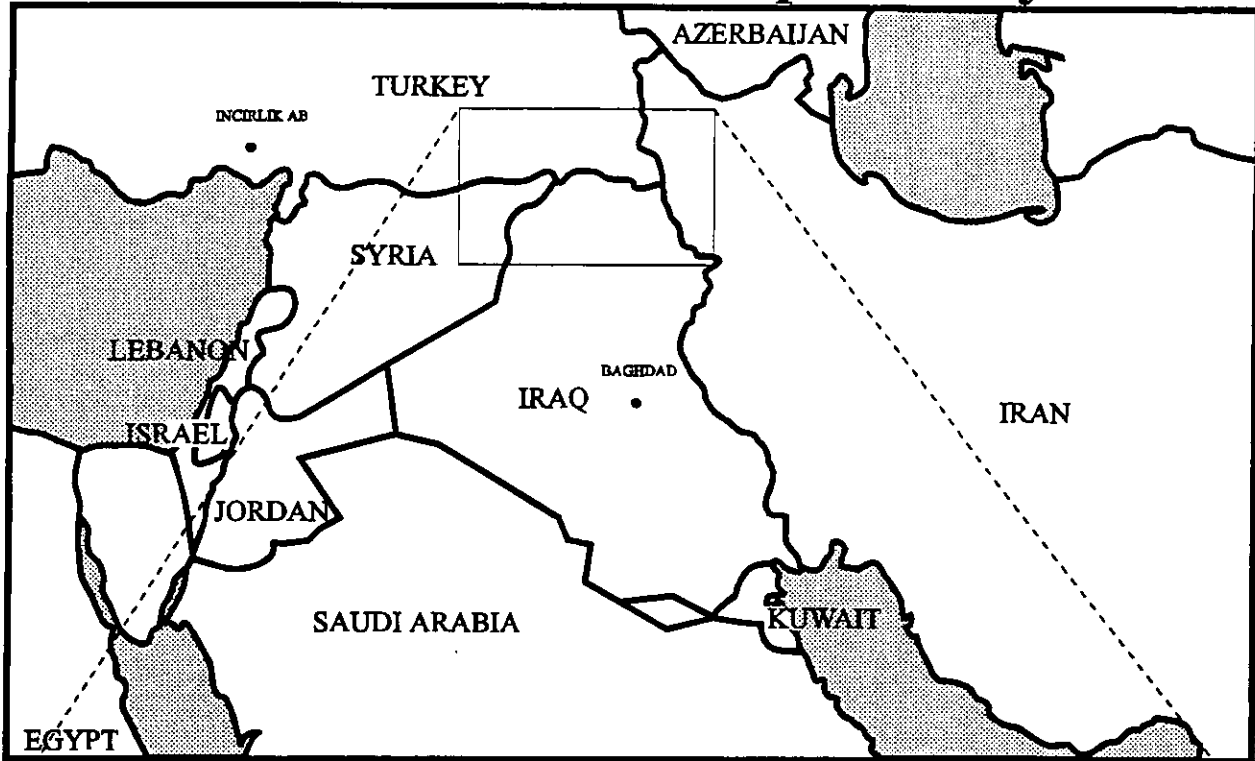 AZERBAIJAN
TURKEY
INCIRLIK AB
SYRIA
LEBANON
BAGHDAD
IRAQ
IRAN
ISRAEL
JORDAN
SAUDI ARABIA
KUWAIT
EGYPT